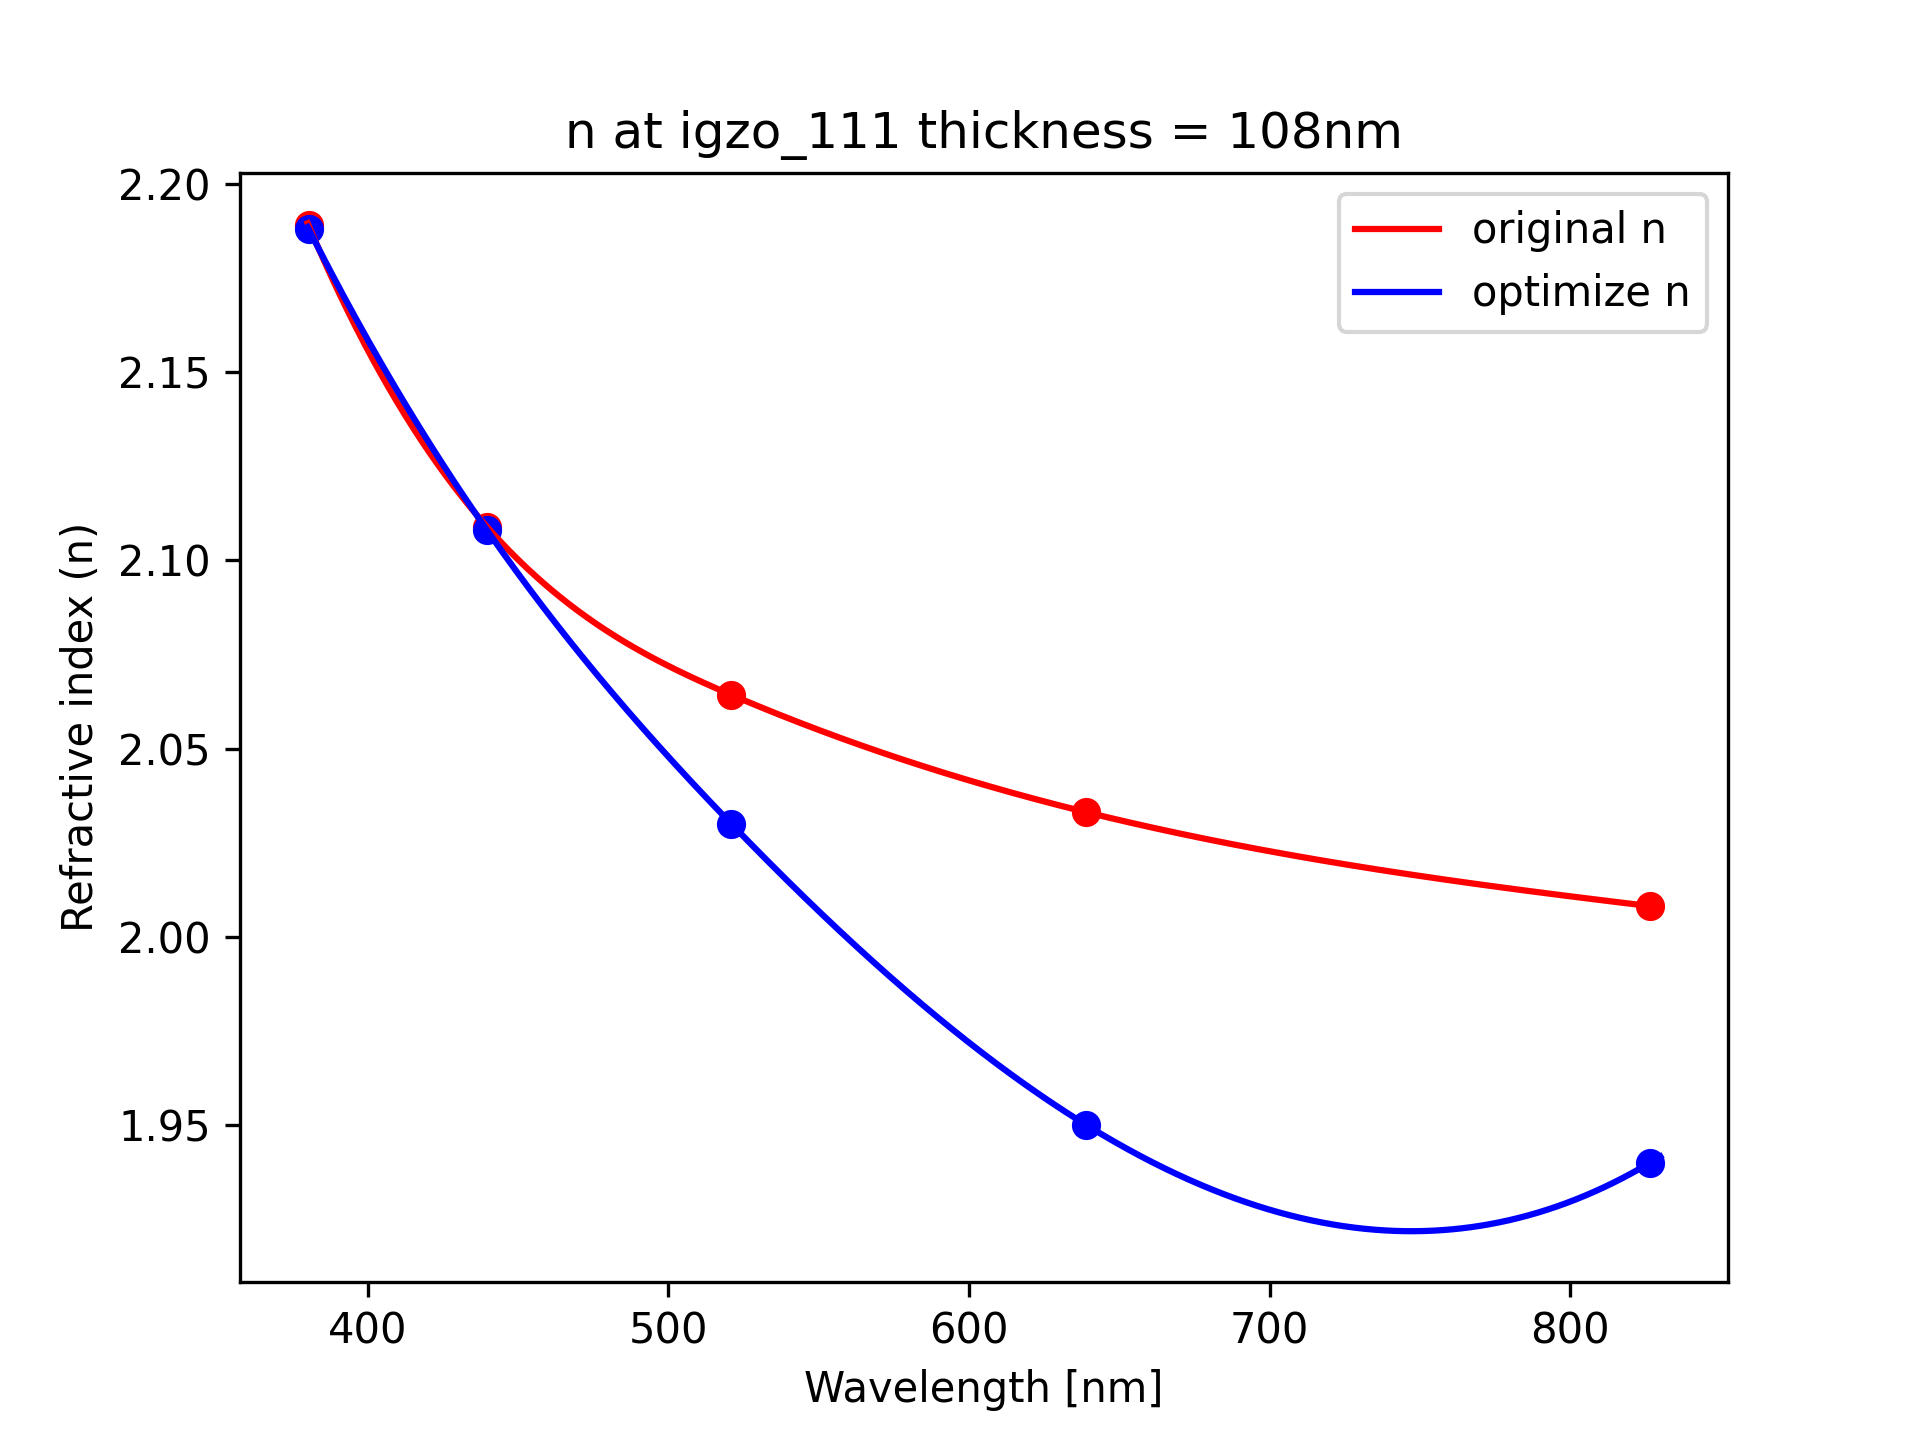 n at igzo_111 thickness = 108nm
original n
optimize n
Refractive index (n)
2.20
2.15
2.10
2.05
2.00
1.95
400 500 600 700 800
Wavelength [nm]